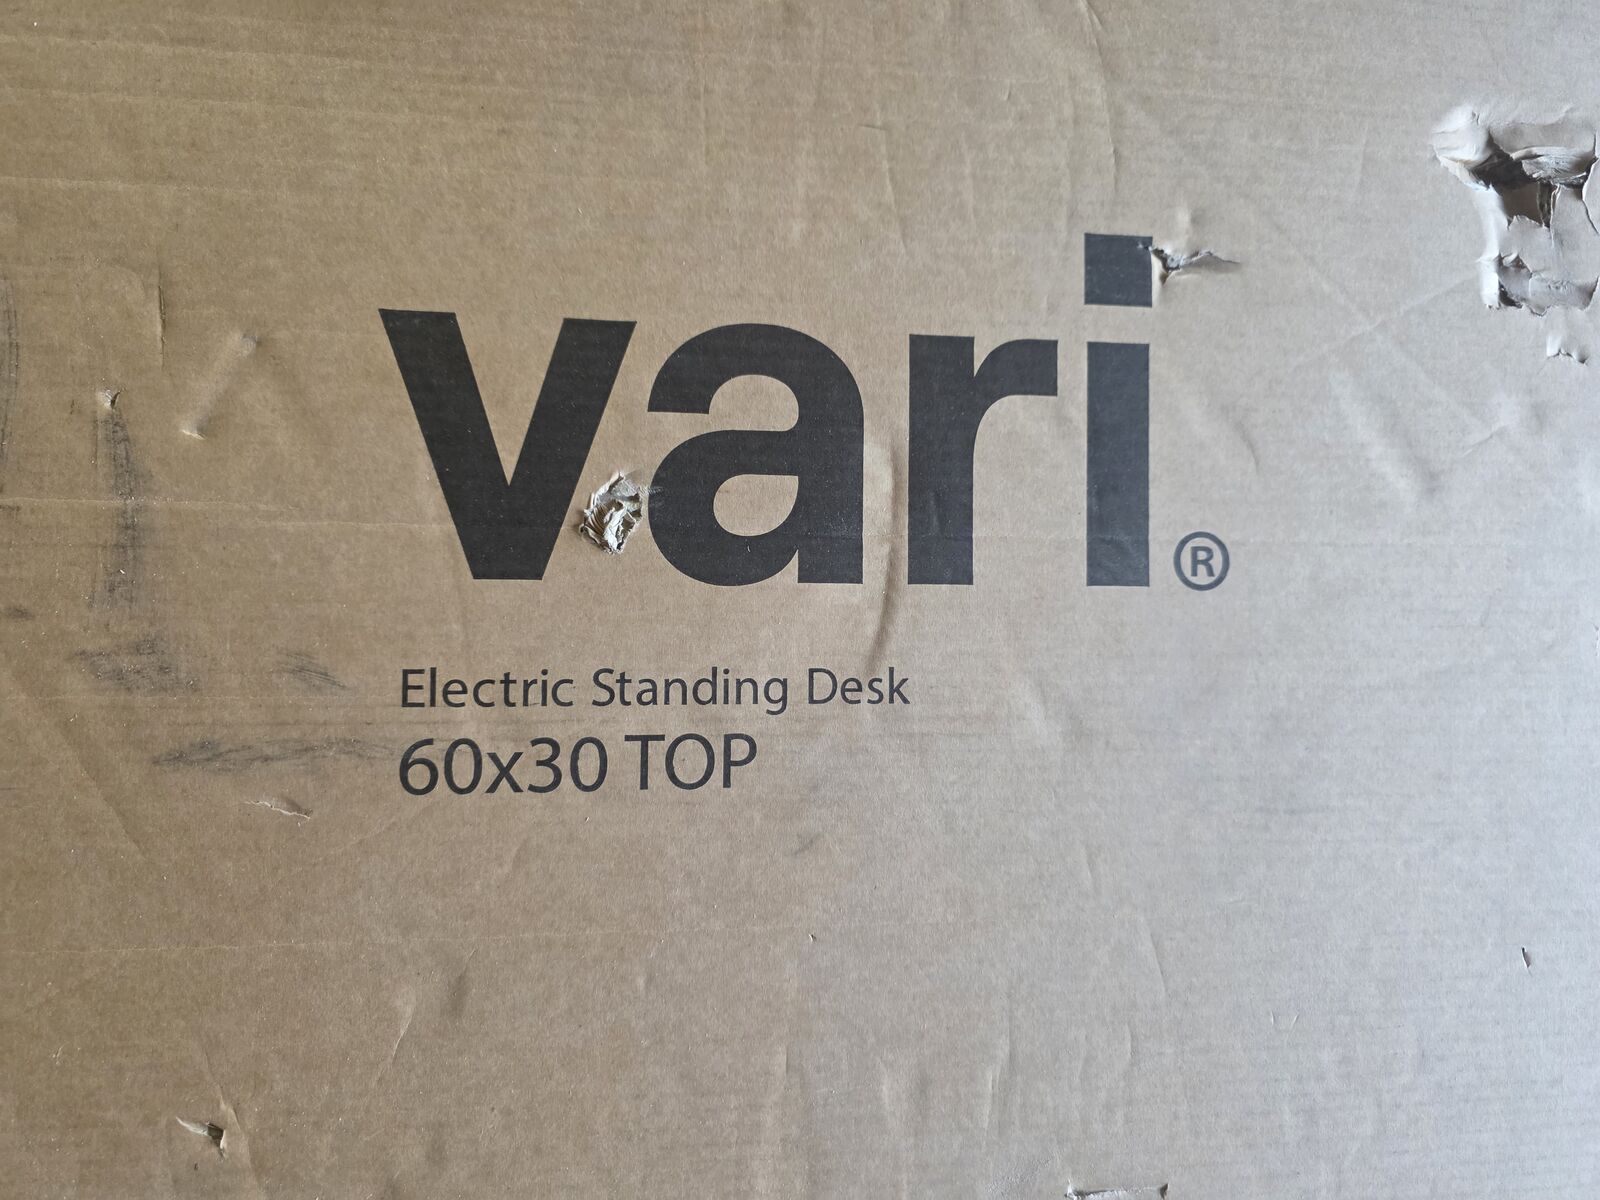 vari®
Electric Standing Desk
60x30 TOP